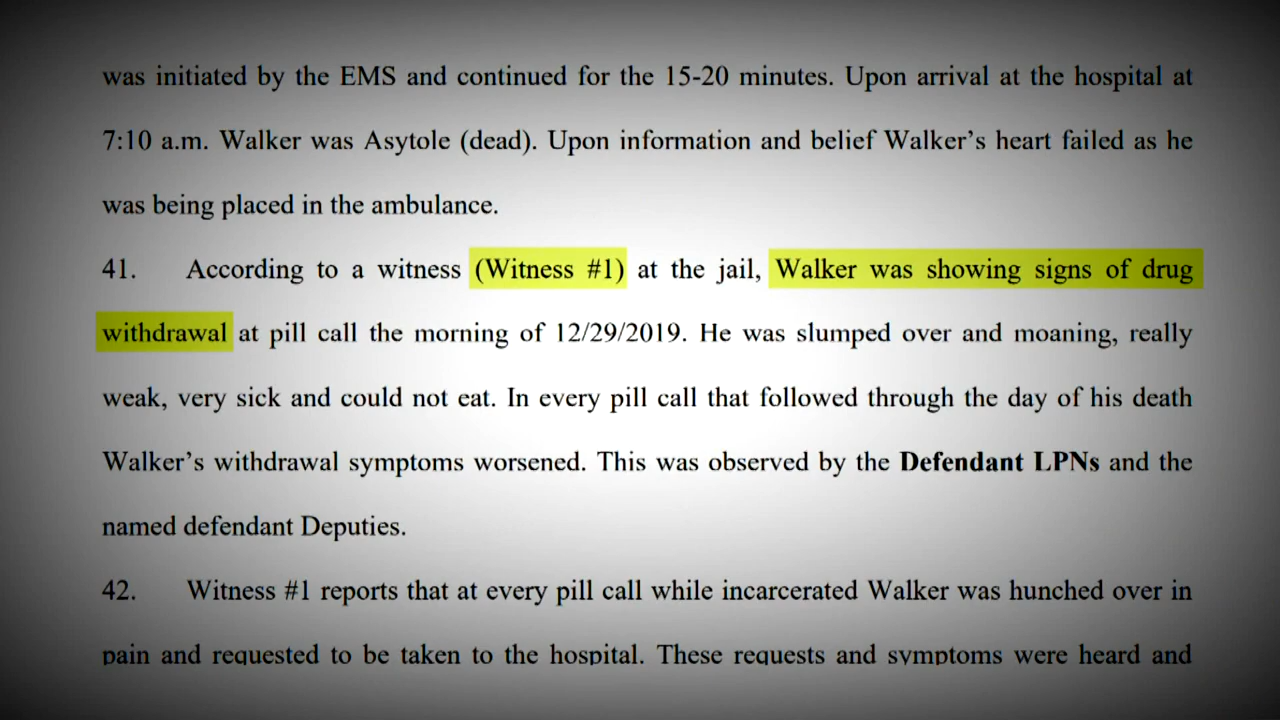 was initiated by the EMS and continued for the 15-20 minutes. Upon arrival at the hospital at
7:10 a.m. Walker was Asytole (dead). Upon information and belief Walker’s heart failed as he
was being placed in the ambulance.
41. According to a witness (Witness #1) at the jail, Walker was showing signs of drug
withdrawal at pill call the morning of 12/29/2019. He was slumped over and moaning, really
weak, very sick and could not eat. In every pill call that followed through the day of his death
Walker’s withdrawal symptoms worsened. This was observed by the Defendant LPNs and the
named defendant Deputies.
42. Witness #1 reports that at every pill call while incarcerated Walker was hunched over in
pain and requested to be taken to the hospital. These requests and symptoms were heard and